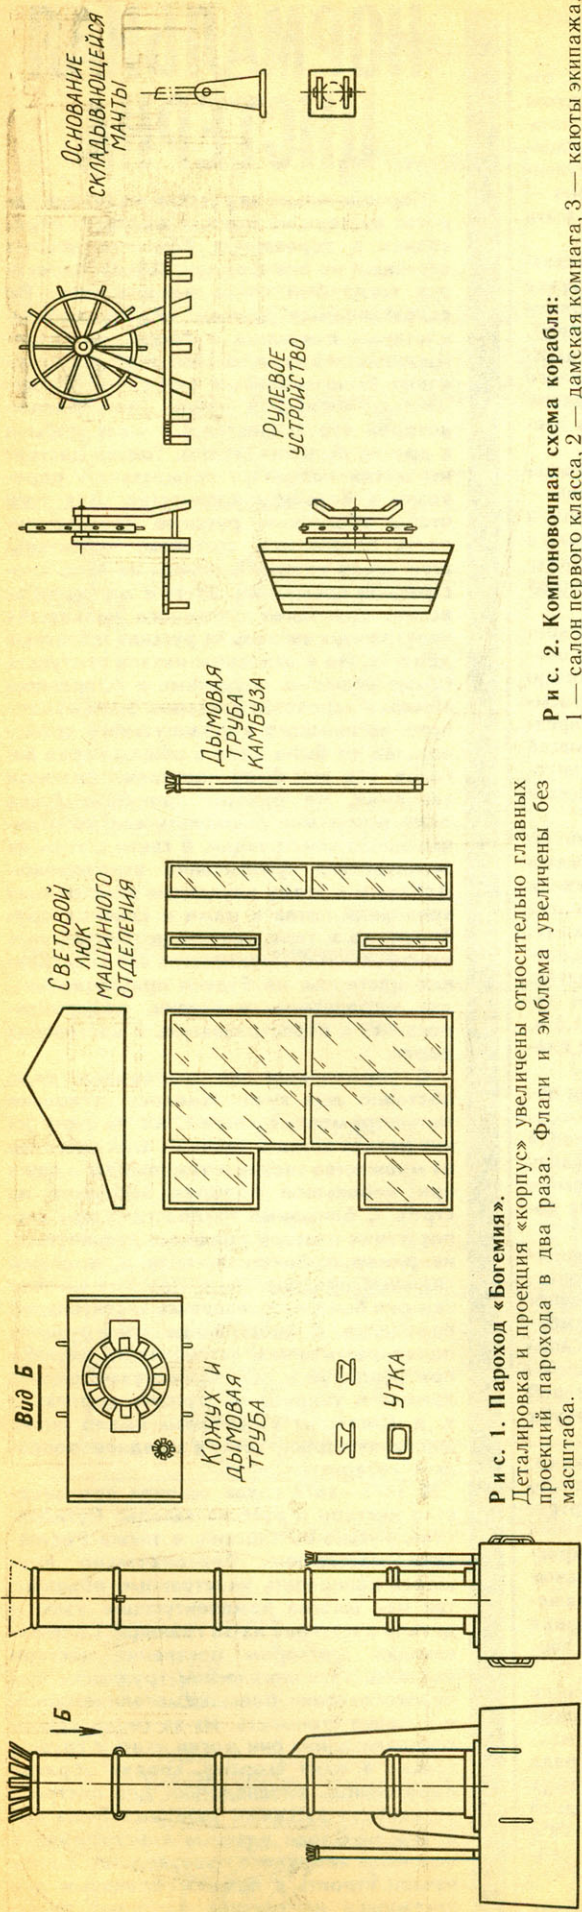 Б
Вид Б
КОЖУХ И
ДЫМОВАЯ
ТРУБА
УТКА
СВЕТОВОЙ
ЛЮК
МАШИННОГО
ОТДЕЛЕНИЯ
ДЫМОВАЯ
ТРУБА
КАМБУЗА
РУЛЕВОЕ
УСТРОЙСТВО
ОСНОВАНИЕ
СКЛАДЫВАЮЩЕЙСЯ
МАЧТЫ
Рис. 1. Пароход «Богемия».
Деталировка и проекция «корпус» увеличены относительно главных
проекций парохода в два раза. Флаги и эмблема увеличены без
масштаба.
Рис. 2. Компоновочная схема корабля:
1 — салон первого класса, 2 — дамская комната, 3 — каюты экипажа,